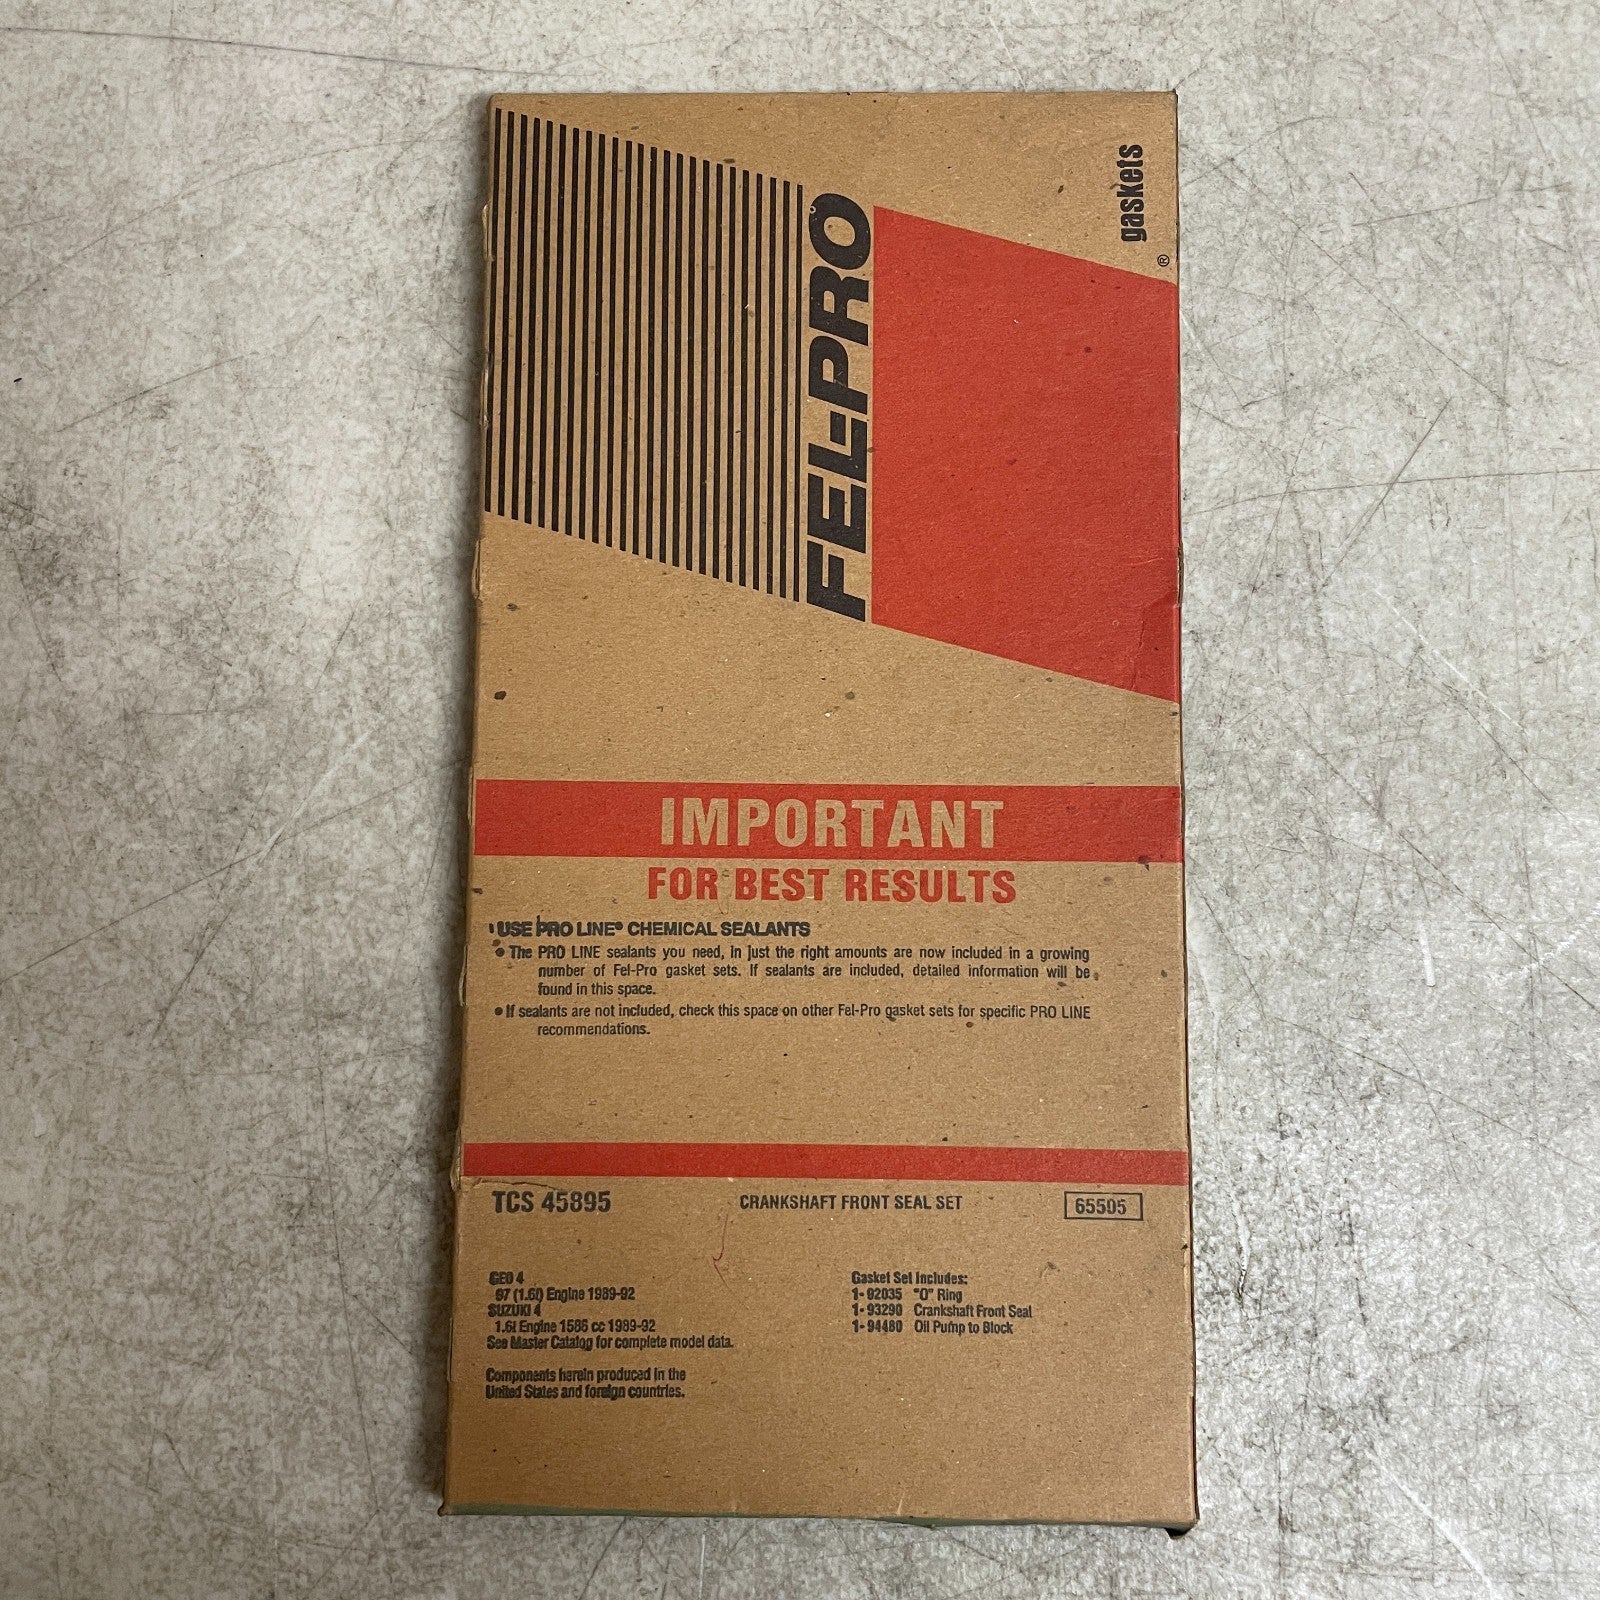 FEL-PRO
gaskets
®
IMPORTANT
FOR BEST RESULTS
USE PRO LINE® CHEMICAL SEALANTS
• The PRO LINE sealants you need, in just the right amounts are now included in a growing
number of Fel-Pro gasket sets. If sealants are included, detailed information will be
found in this space.
• If sealants are not included, check this space on other Fel-Pro gasket sets for specific PRO LINE
recommendations.
TCS 45895 CRANKSHAFT FRONT SEAL SET 65595
GEO 4
97 (1.6l) Engine 1989-92
SUZUKI 4
1.6l Engine 1586 cc 1989-92
See Master Catalog for complete model data.
Components herein produced in the
United States and foreign countries.
Gasket Set Includes:
1- 92035 "O" Ring
1- 93290 Crankshaft Front Seal
1- 94480 Oil Pump to Block